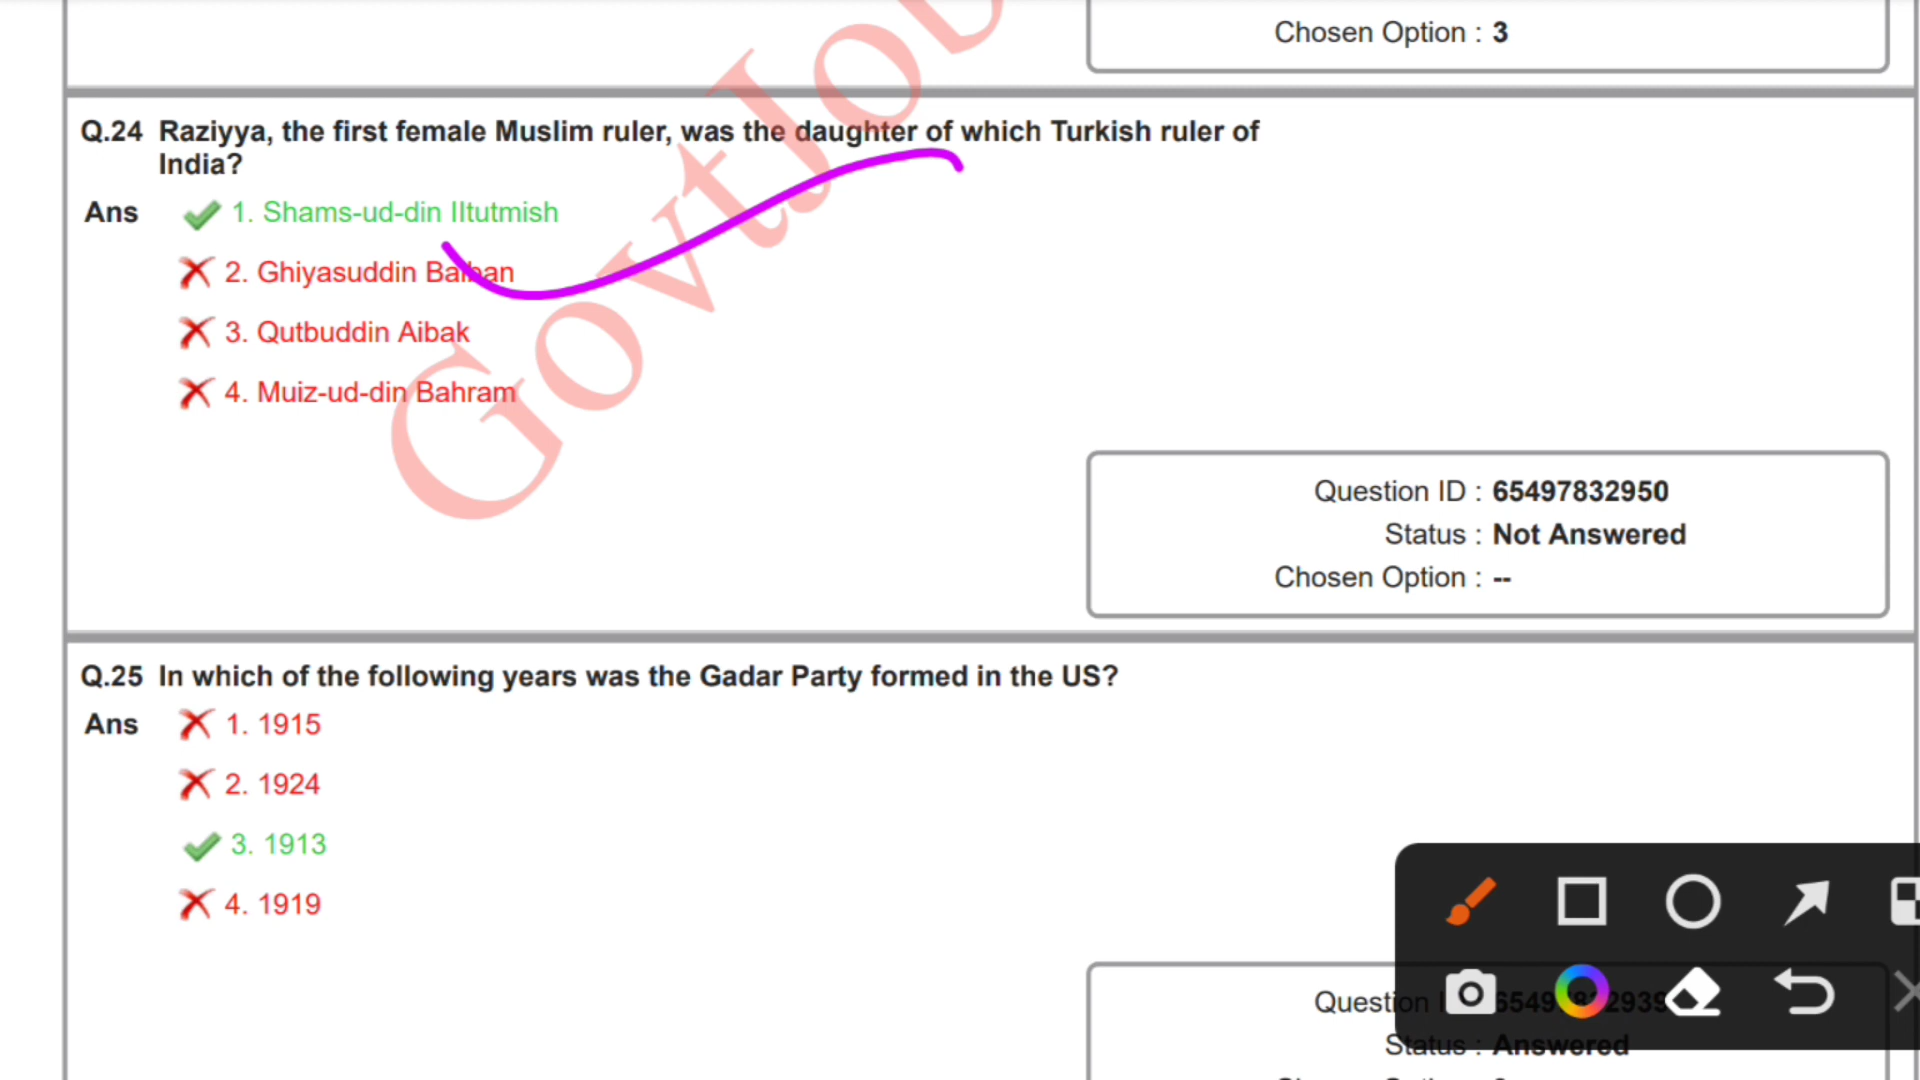 Chosen Option : 3
Q.24 Raziyya, the first female Muslim ruler, was the daughter of which Turkish ruler of
India?
Ans 1. Shams-ud-din Iltutmish
2. Ghiyasuddin Balban
3. Qutbuddin Aibak
4. Muiz-ud-din Bahram
GovtJob
Question ID : 65497832950
Status : Not Answered
Chosen Option : --
Q.25 In which of the following years was the Gadar Party formed in the US?
Ans 1. 1915
2. 1924
3. 1913
4. 1919
Question
Status : Answered